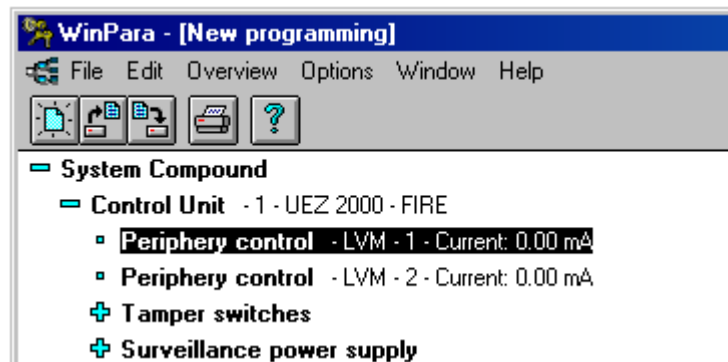 WinPara - [New programming]
File Edit Overview Options Window Help
System Compound
Control Unit - 1 - UEZ 2000 - FIRE
Periphery control - LVM - 1 - Current: 0.00 mA
Periphery control - LVM - 2 - Current: 0.00 mA
Tamper switches
Surveillance power supply